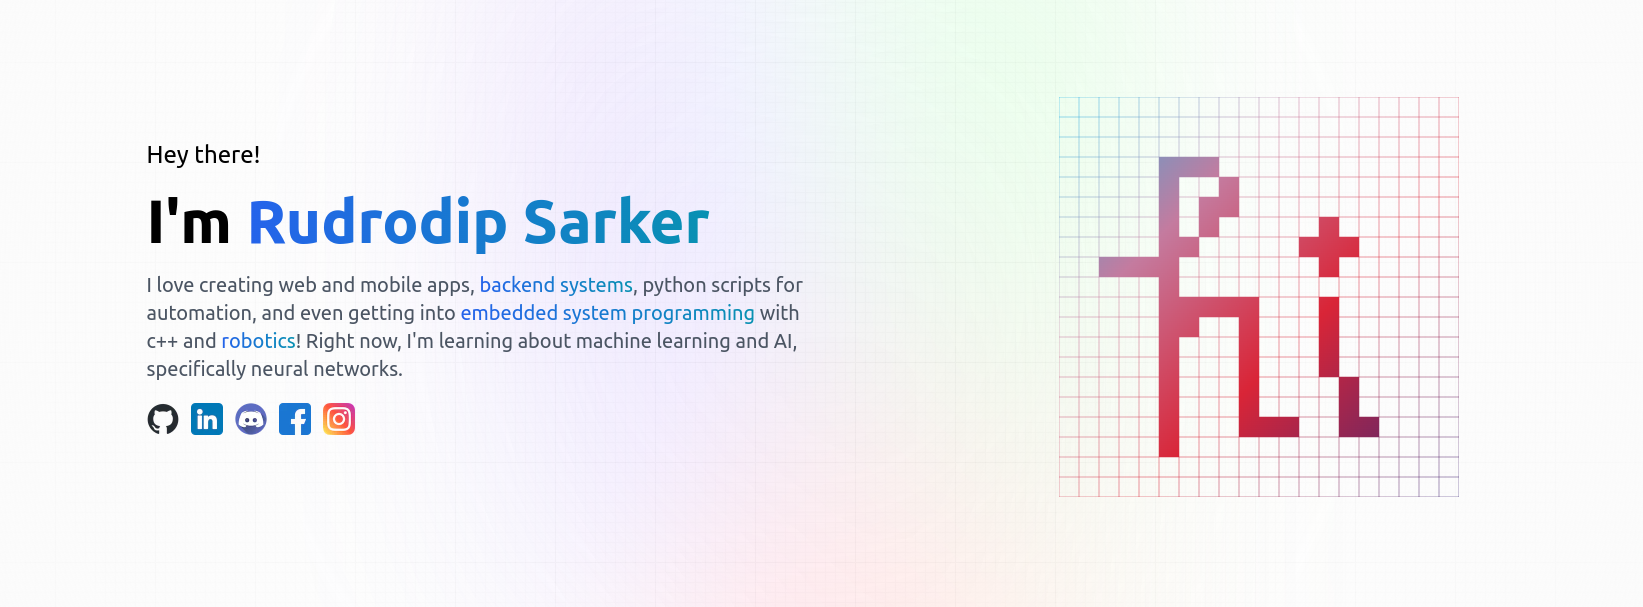 Hey there!
I'm Rudrodip Sarker
I love creating web and mobile apps, backend systems, python scripts for
automation, and even getting into embedded system programming with
c++ and robotics! Right now, I'm learning about machine learning and AI,
specifically neural networks.